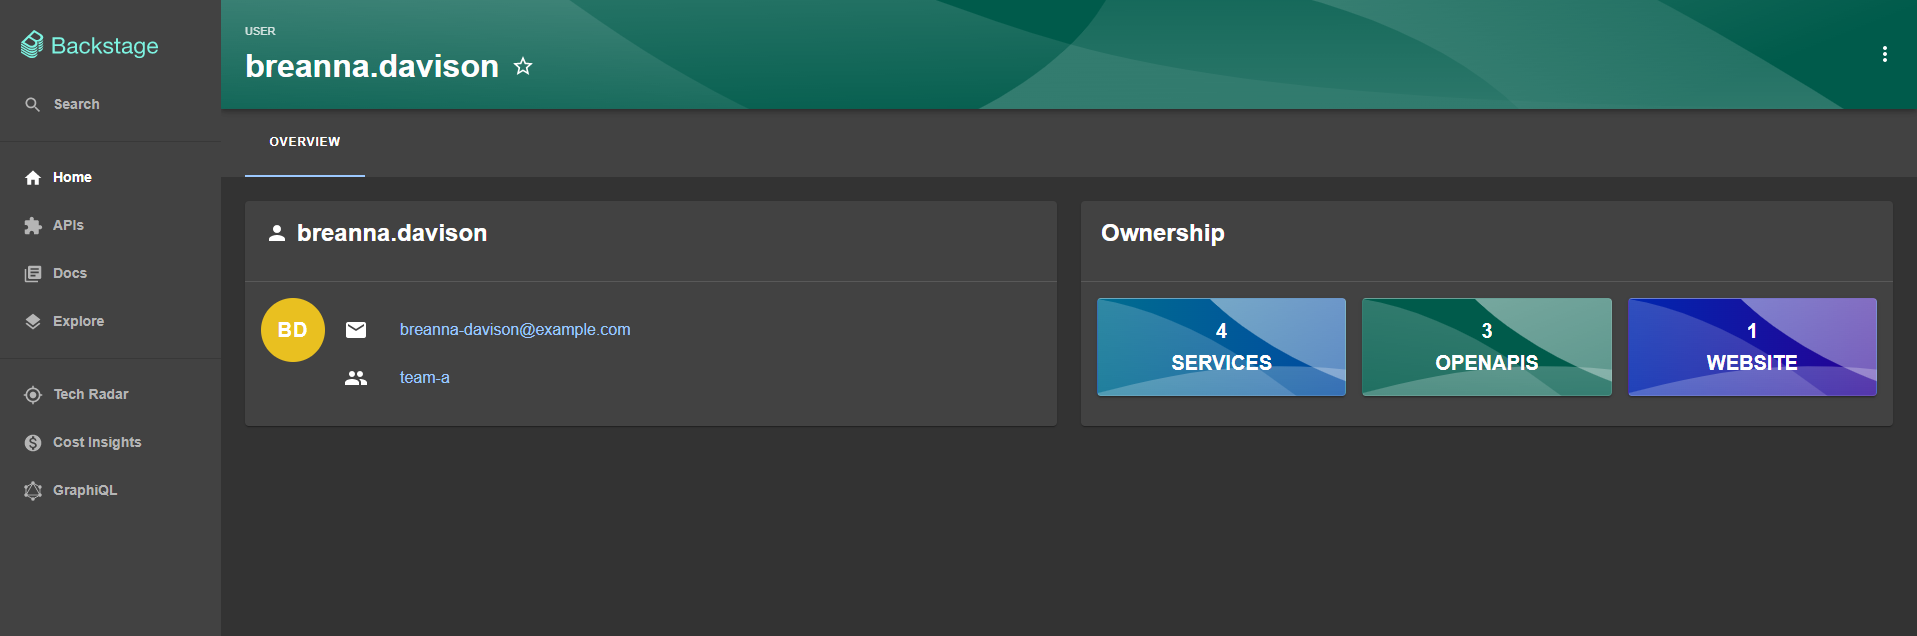 Backstage
Search
Home
APIs
Docs
Explore
Tech Radar
Cost Insights
GraphiQL
USER
breanna.davison
OVERVIEW
breanna.davison
BD
breanna-davison@example.com
team-a
Ownership
4
SERVICES
3
OPENAPIS
1
WEBSITE